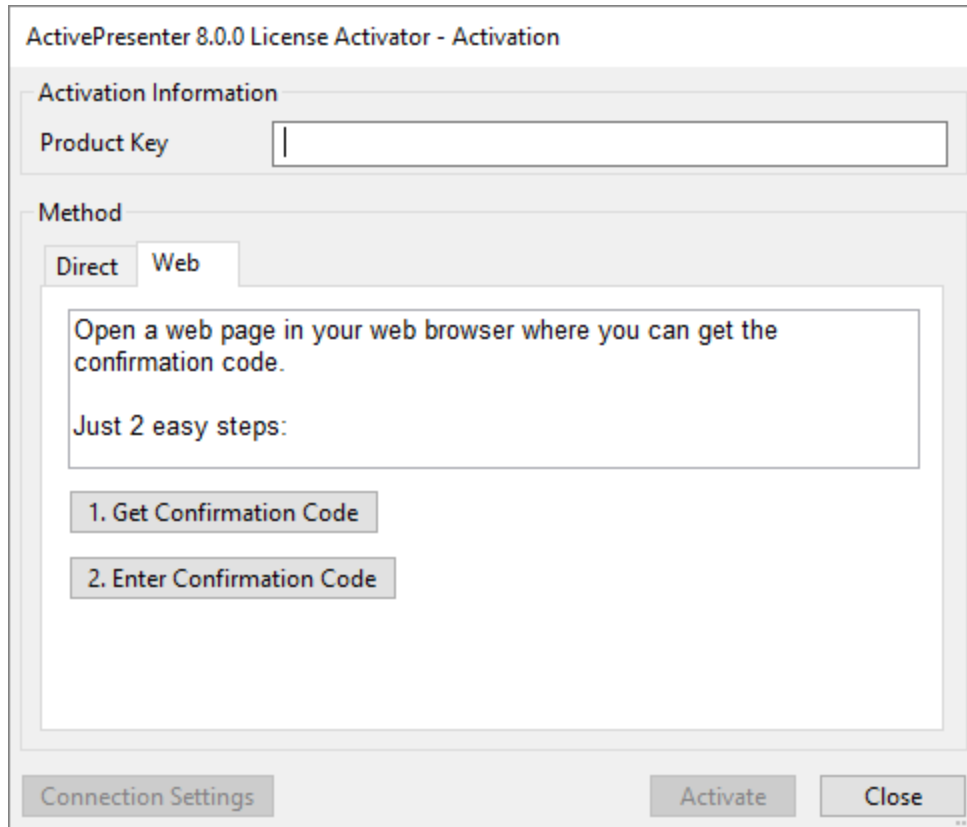 ActivePresenter 8.0.0 License Activator - Activation
Activation Information
Product Key
Method
Direct
Web
Open a web page in your web browser where you can get the
confirmation code.
Just 2 easy steps:
1. Get Confirmation Code
2. Enter Confirmation Code
Connection Settings
Activate
Close